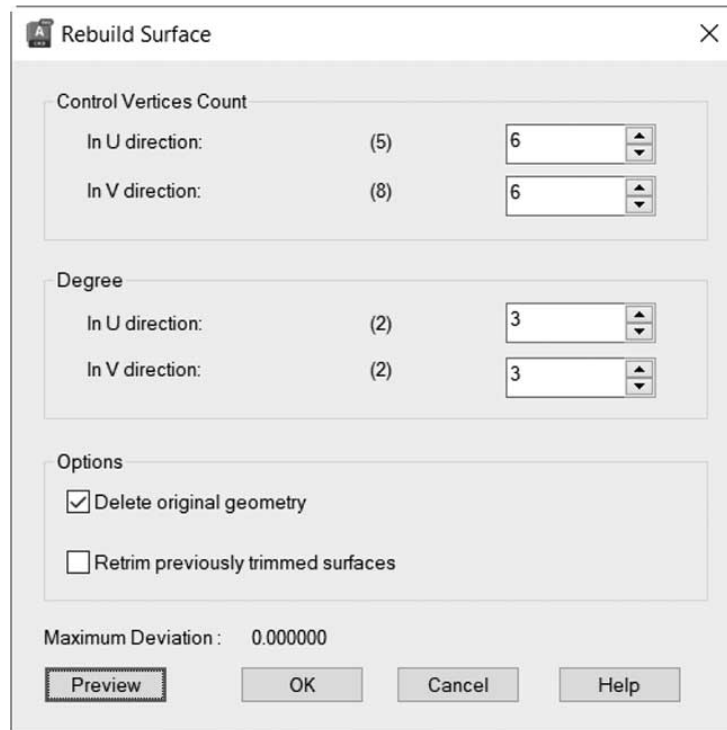 Rebuild Surface
Control Vertices Count
In U direction: (5) 6
In V direction: (8) 6
Degree
In U direction: (2) 3
In V direction: (2) 3
Options
Delete original geometry
Retrim previously trimmed surfaces
Maximum Deviation : 0.000000
Preview OK Cancel Help